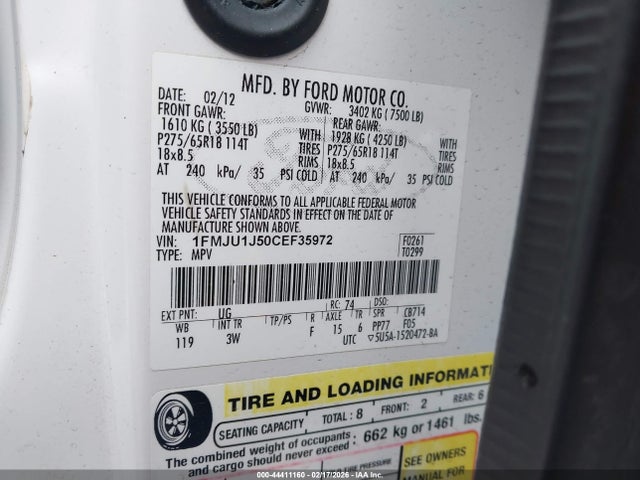 MFD. BY FORD MOTOR CO.
DATE: 02/12 GVWR: 3402 KG ( 7500 LB)
FRONT GAWR: REAR GAWR:
1610 KG ( 3550 LB) WITH 1928 KG ( 4250 LB) WITH
P275/65R18 114T TIRES P275/65R18 114T TIRES
18x8.5 RIMS 18x8.5 RIMS
AT 240 kPa/ 35 PSI COLD AT 240 kPa/ 35 PSI COLD
THIS VEHICLE CONFORMS TO ALL APPLICABLE FEDERAL MOTOR
VEHICLE SAFETY STANDARDS IN EFFECT ON THE DATE OF
MANUFACTURE SHOWN ABOVE.
VIN: 1FMJU1J50CEF35972 F0261
TYPE: MPV T0299
EXT PNT: UG RC: 74 DSO:
WB INT TR TP/PS R AXLE TR SPR C8714
119 3W F 15 6 PP77 FD5
UTC ▽5U5A-1520472-BA
TIRE AND LOADING INFORMATI
SEATING CAPACITY TOTAL : 8 FRONT: 2 REAR: 6
The combined weight of occupants and cargo should never exceed : 662 kg or 1461 lbs.
TIRE PRESSURE SEE OWNERS
MANUAL FOR
© 00 - 44411160 - 02/17/2026 - IAAI